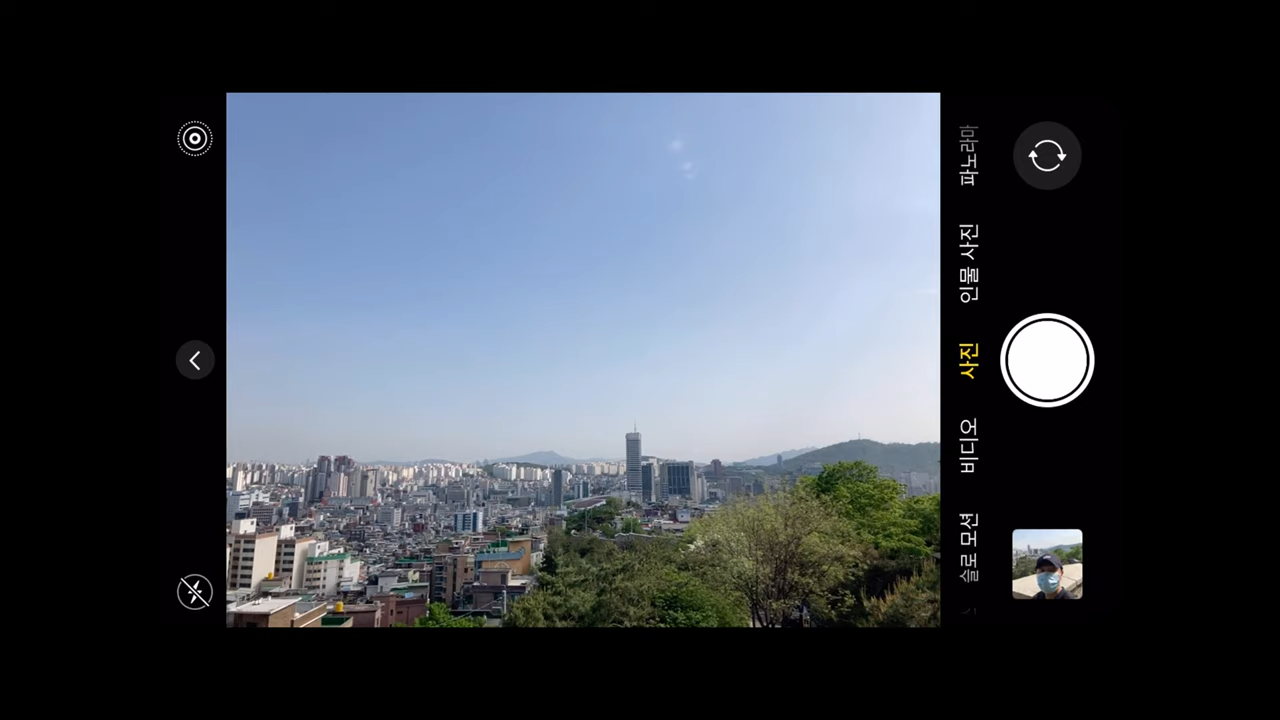 파노라마
인물 사진
사진
비디오
슬로 모션